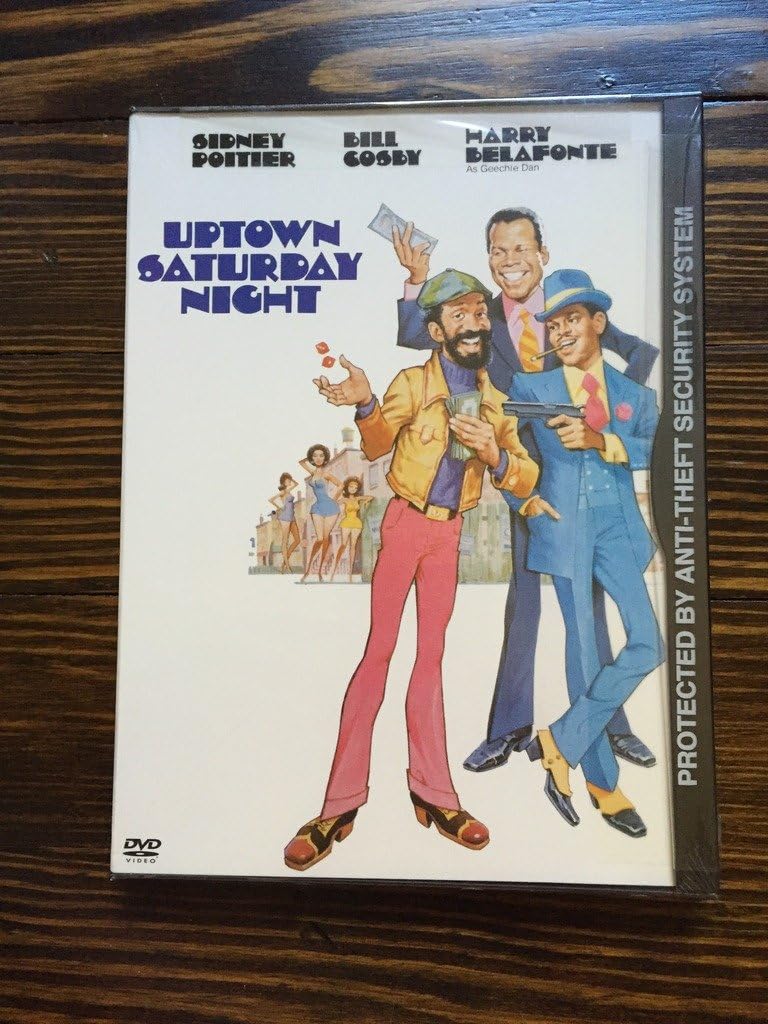 SIDNEY
POITIER
BILL
COSBY
HARRY
BELAFONTE
As Geechie Dan
UPTOWN
SATURDAY
NIGHT
PROTECTED BY ANTI-THEFT SECURITY SYSTEM
DVD
VIDEO